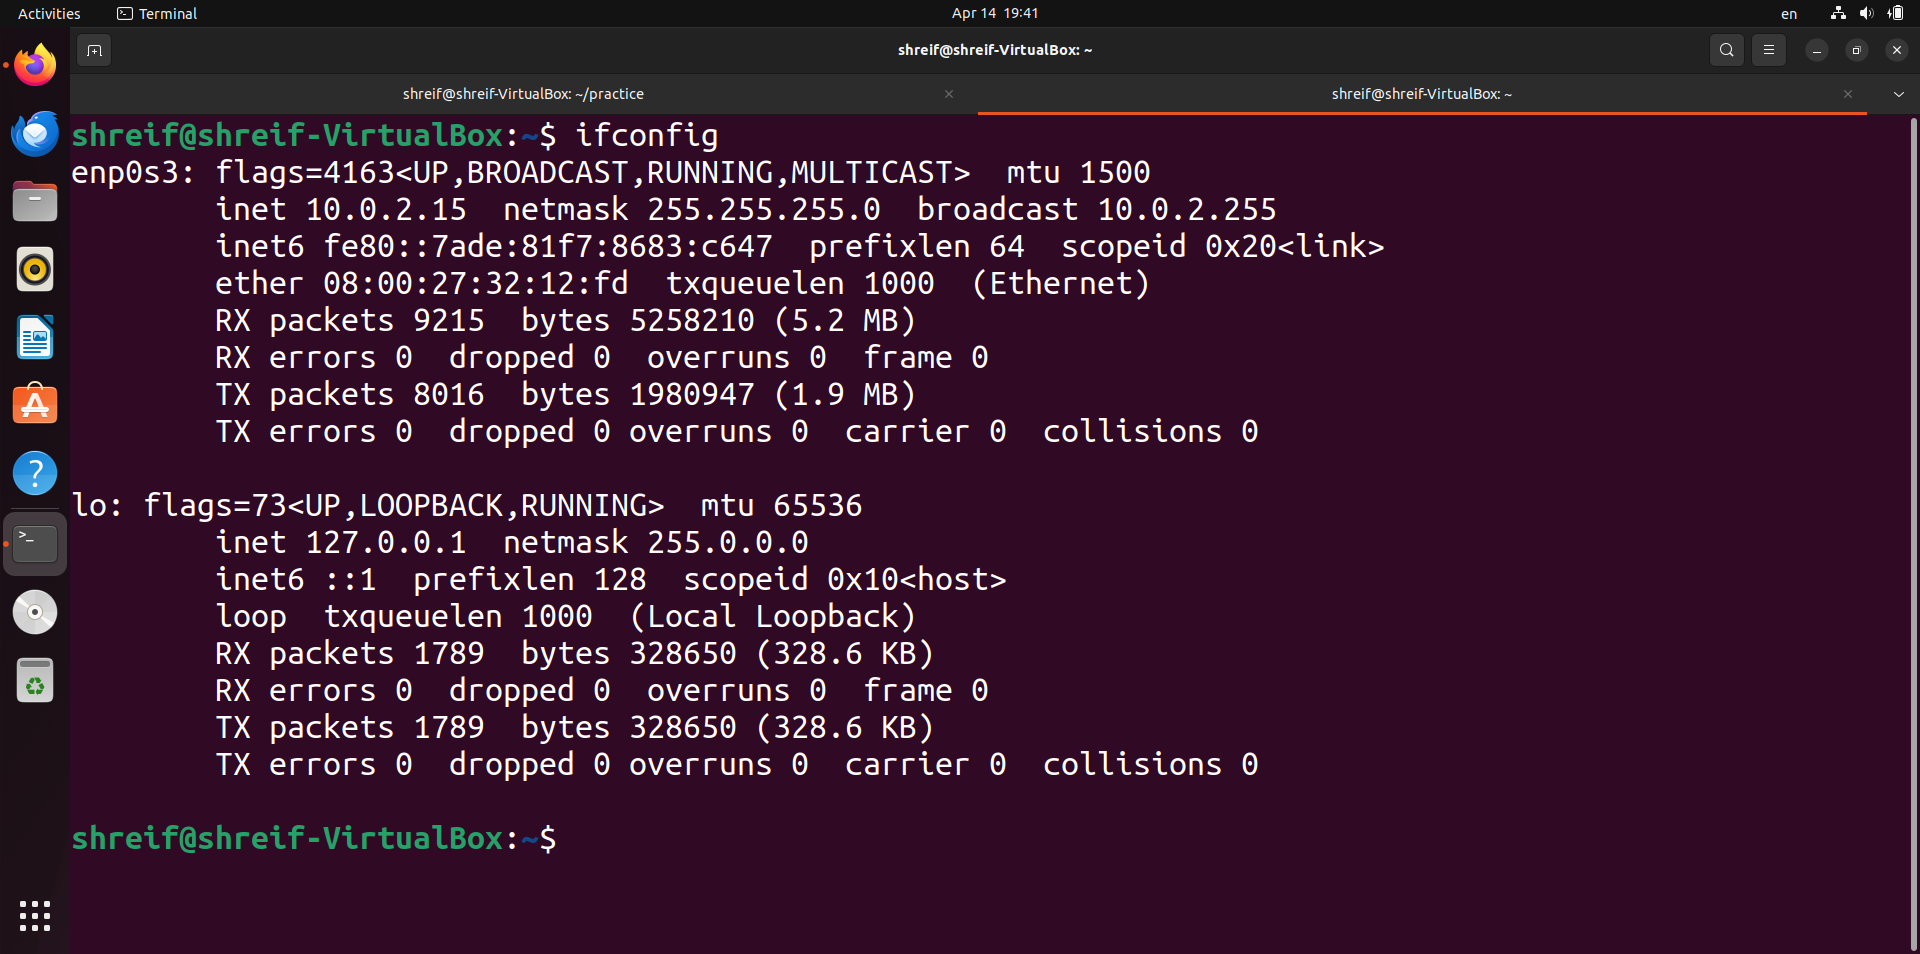 Activities Terminal Apr 14 19:41 en
shreif@shreif-VirtualBox: ~
shreif@shreif-VirtualBox: ~/practice shreif@shreif-VirtualBox: ~
shreif@shreif-VirtualBox:~$ ifconfig
enp0s3: flags=4163<UP,BROADCAST,RUNNING,MULTICAST>  mtu 1500
        inet 10.0.2.15  netmask 255.255.255.0  broadcast 10.0.2.255
        inet6 fe80::7ade:81f7:8683:c647  prefixlen 64  scopeid 0x20<link>
        ether 08:00:27:32:12:fd  txqueuelen 1000  (Ethernet)
        RX packets 9215  bytes 5258210 (5.2 MB)
        RX errors 0  dropped 0  overruns 0  frame 0
        TX packets 8016  bytes 1980947 (1.9 MB)
        TX errors 0  dropped 0 overruns 0  carrier 0  collisions 0
lo: flags=73<UP,LOOPBACK,RUNNING>  mtu 65536
        inet 127.0.0.1  netmask 255.0.0.0
        inet6 ::1  prefixlen 128  scopeid 0x10<host>
        loop  txqueuelen 1000  (Local Loopback)
        RX packets 1789  bytes 328650 (328.6 KB)
        RX errors 0  dropped 0  overruns 0  frame 0
        TX packets 1789  bytes 328650 (328.6 KB)
        TX errors 0  dropped 0 overruns 0  carrier 0  collisions 0
shreif@shreif-VirtualBox:~$